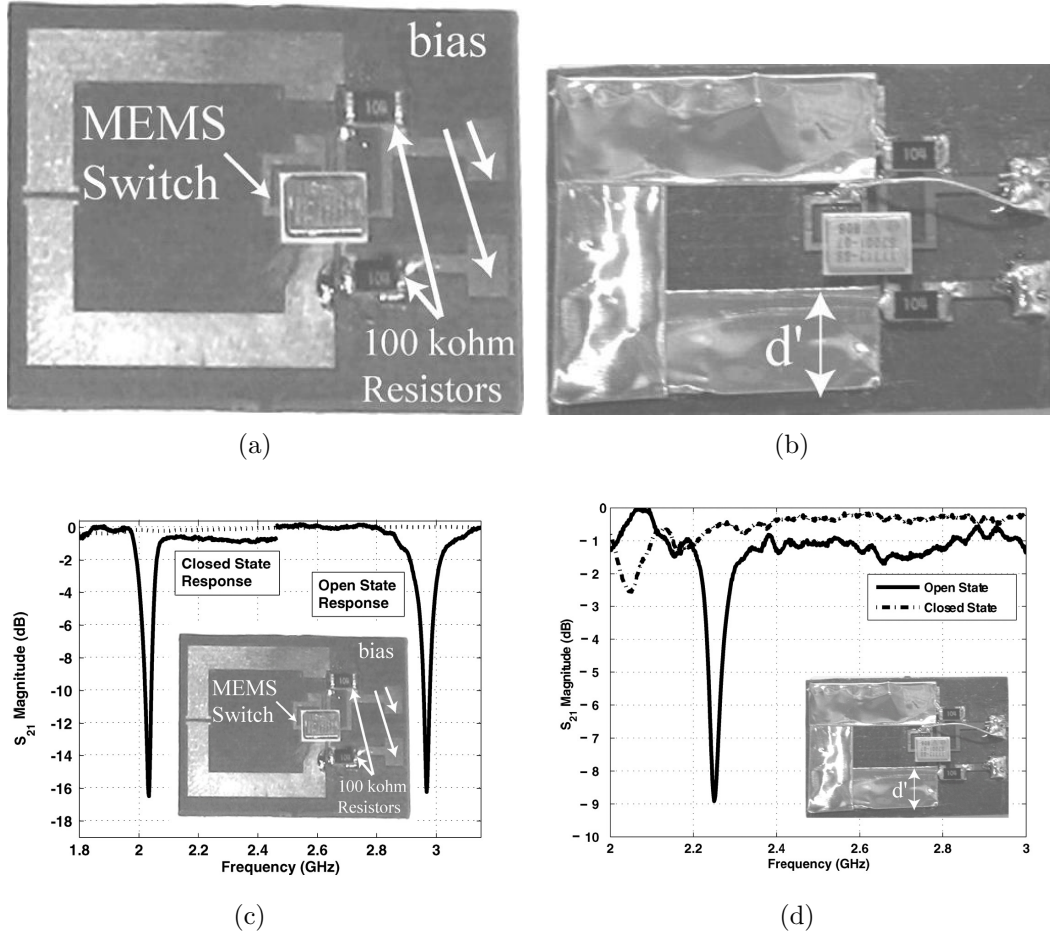 bias
MEMS
Switch
104
100 kohm
Resistors
(a)
104
104
d'
(b)
0
-2
-4
-6
-8
-10
-12
-14
-16
-18
S21 Magnitude (dB)
1.8
2
2.2
2.4
2.6
2.8
3
Frequency (GHz)
Closed State
Response
Open State
Response
bias
MEMS
Switch
100 kohm
Resistors
(c)
0
− 1
− 2
− 3
− 4
− 5
− 6
− 7
− 8
− 9
− 10
S21 Magnitude (dB)
2
2.2
2.4
2.6
2.8
3
Frequency (GHz)
Open State
Closed State
d'
(d)